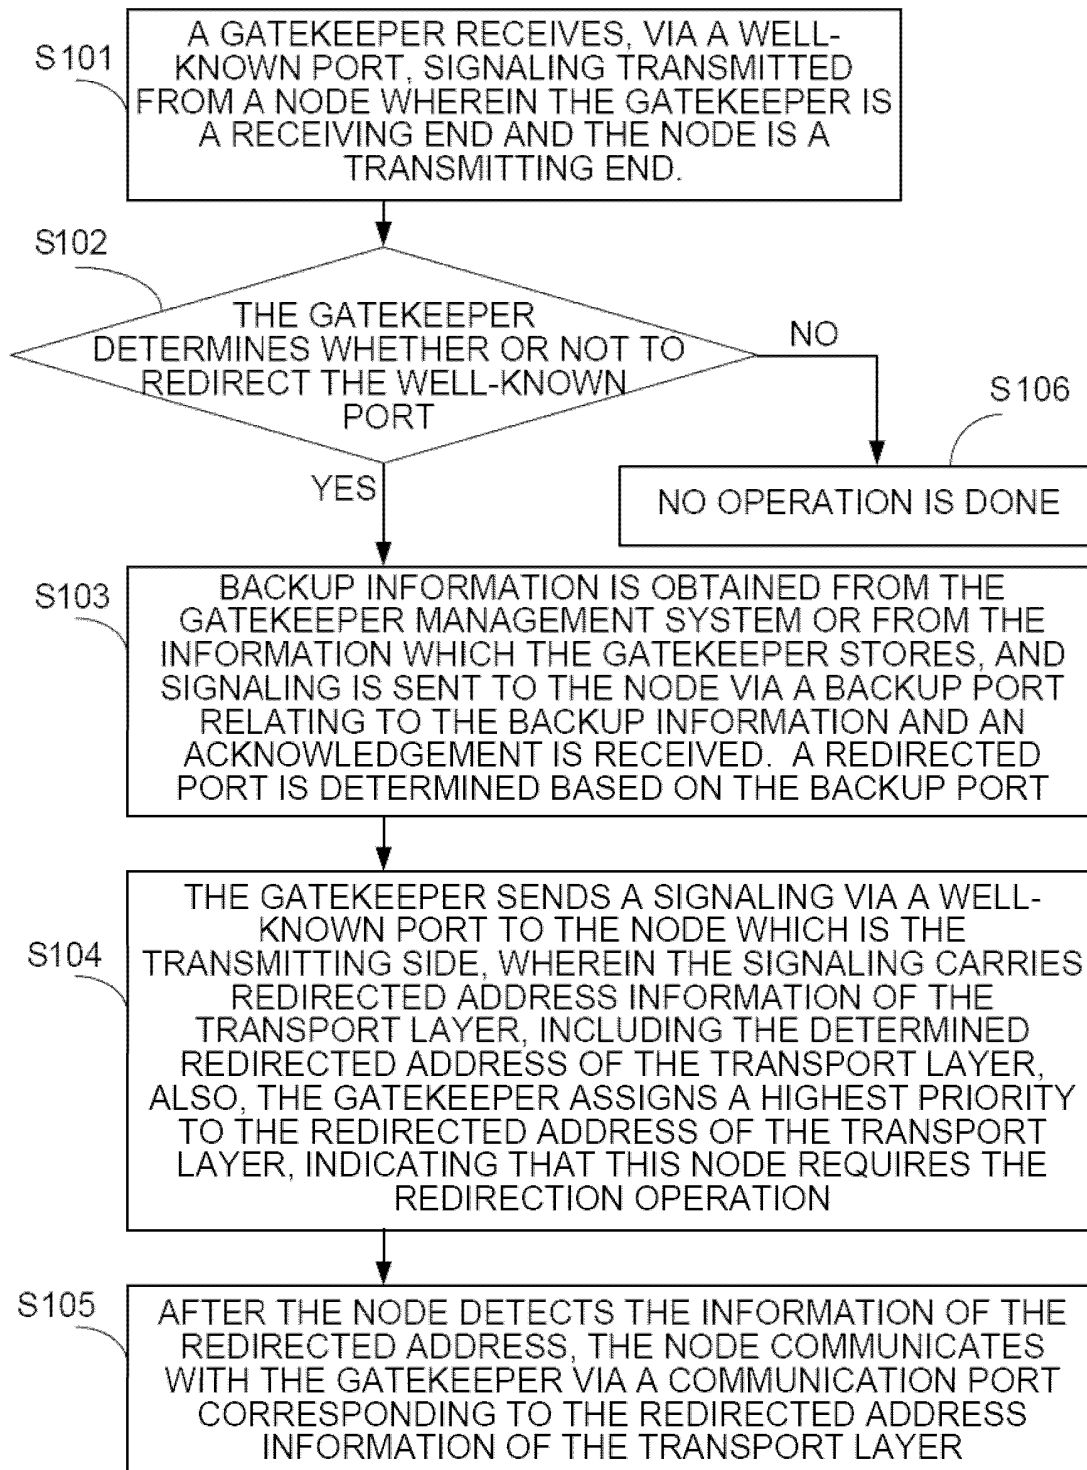 S101
A GATEKEEPER RECEIVES, VIA A WELL-
KNOWN PORT, SIGNALING TRANSMITTED
FROM A NODE WHEREIN THE GATEKEEPER IS
A RECEIVING END AND THE NODE IS A
TRANSMITTING END.
S102
THE GATEKEEPER
DETERMINES WHETHER OR NOT TO
REDIRECT THE WELL-KNOWN
PORT
NO
S106
NO OPERATION IS DONE
YES
S103
BACKUP INFORMATION IS OBTAINED FROM THE
GATEKEEPER MANAGEMENT SYSTEM OR FROM THE
INFORMATION WHICH THE GATEKEEPER STORES, AND
SIGNALING IS SENT TO THE NODE VIA A BACKUP PORT
RELATING TO THE BACKUP INFORMATION AND AN
ACKNOWLEDGEMENT IS RECEIVED. A REDIRECTED
PORT IS DETERMINED BASED ON THE BACKUP PORT
S104
THE GATEKEEPER SENDS A SIGNALING VIA A WELL-
KNOWN PORT TO THE NODE WHICH IS THE
TRANSMITTING SIDE, WHEREIN THE SIGNALING CARRIES
REDIRECTED ADDRESS INFORMATION OF THE
TRANSPORT LAYER, INCLUDING THE DETERMINED
REDIRECTED ADDRESS OF THE TRANSPORT LAYER,
ALSO, THE GATEKEEPER ASSIGNS A HIGHEST PRIORITY
TO THE REDIRECTED ADDRESS OF THE TRANSPORT
LAYER, INDICATING THAT THIS NODE REQUIRES THE
REDIRECTION OPERATION
S105
AFTER THE NODE DETECTS THE INFORMATION OF THE
REDIRECTED ADDRESS, THE NODE COMMUNICATES
WITH THE GATEKEEPER VIA A COMMUNICATION PORT
CORRESPONDING TO THE REDIRECTED ADDRESS
INFORMATION OF THE TRANSPORT LAYER